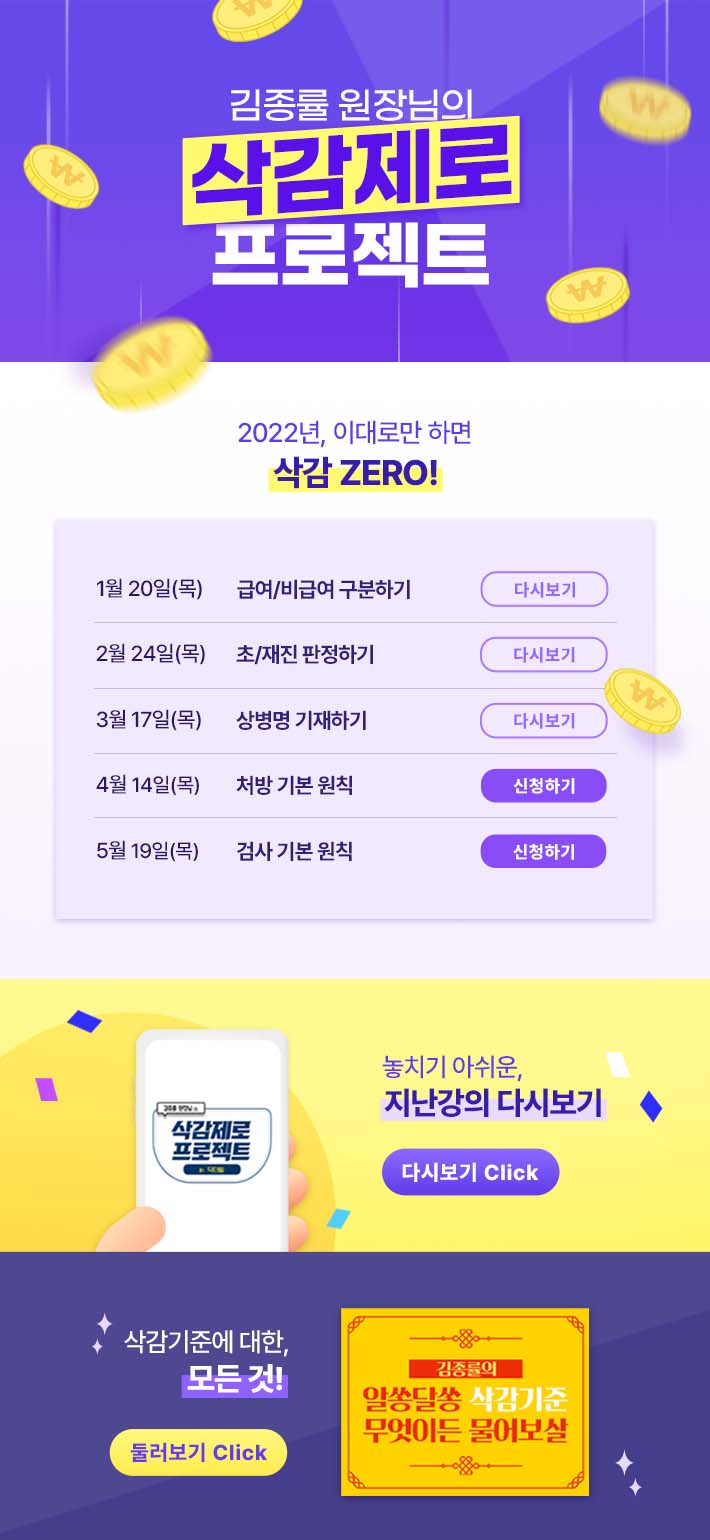 김종률 원장님의
삭감제로
프로젝트
2022년, 이대로만 하면
삭감 ZERO!
1월 20일(목) 급여/비급여 구분하기 다시보기
2월 24일(목) 초/재진 판정하기 다시보기
3월 17일(목) 상병명 기재하기 다시보기
4월 14일(목) 처방 기본 원칙 신청하기
5월 19일(목) 검사 기본 원칙 신청하기
김종률 원장님의
삭감제로
프로젝트
놓치기 아쉬운,
지난강의 다시보기
다시보기 Click
삭감기준에 대한,
모든 것!
둘러보기 Click
김종률의
알쏭달쏭 삭감기준
무엇이든 물어보살